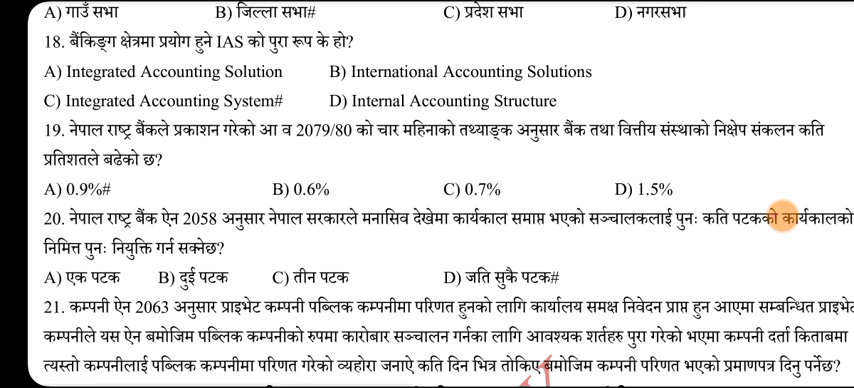 A) गाउँ सभा B) जिल्ला सभा# C) प्रदेश सभा D) नगरसभा
18. बैंकिङ्ग क्षेत्रमा प्रयोग हुने IAS को पुरा रूप के हो?
A) Integrated Accounting Solution B) International Accounting Solutions
C) Integrated Accounting System# D) Internal Accounting Structure
19. नेपाल राष्ट्र बैंकले प्रकाशन गरेको आ व 2079/80 को चार महिनाको तथ्याङ्क अनुसार बैंक तथा वित्तीय संस्थाको निक्षेप संकलन कति
प्रतिशतले बढेको छ?
A) 0.9%# B) 0.6% C) 0.7% D) 1.5%
20. नेपाल राष्ट्र बैंक ऐन 2058 अनुसार नेपाल सरकारले मनासिव देखेमा कार्यकाल समाप्त भएको सञ्चालकलाई पुनः कति पटकको कार्यकालको
निमित्त पुनः नियुक्ति गर्न सक्नेछ?
A) एक पटक B) दुई पटक C) तीन पटक D) जति सुकै पटक#
21. कम्पनी ऐन 2063 अनुसार प्राइभेट कम्पनी पब्लिक कम्पनीमा परिणत हुनको लागि कार्यालय समक्ष निवेदन प्राप्त हुन आएमा सम्बन्धित प्राइभेट
कम्पनीले यस ऐन बमोजिम पब्लिक कम्पनीको रुपमा कारोबार सञ्चालन गर्नका लागि आवश्यक शर्तहरु पुरा गरेको भएमा कम्पनी दर्ता किताबमा
त्यस्तो कम्पनीलाई पब्लिक कम्पनीमा परिणत गरेको व्यहोरा जनाऐ कति दिन भित्र तोकिए बमोजिम कम्पनी परिणत भएको प्रमाणपत्र दिनु पर्नेछ?